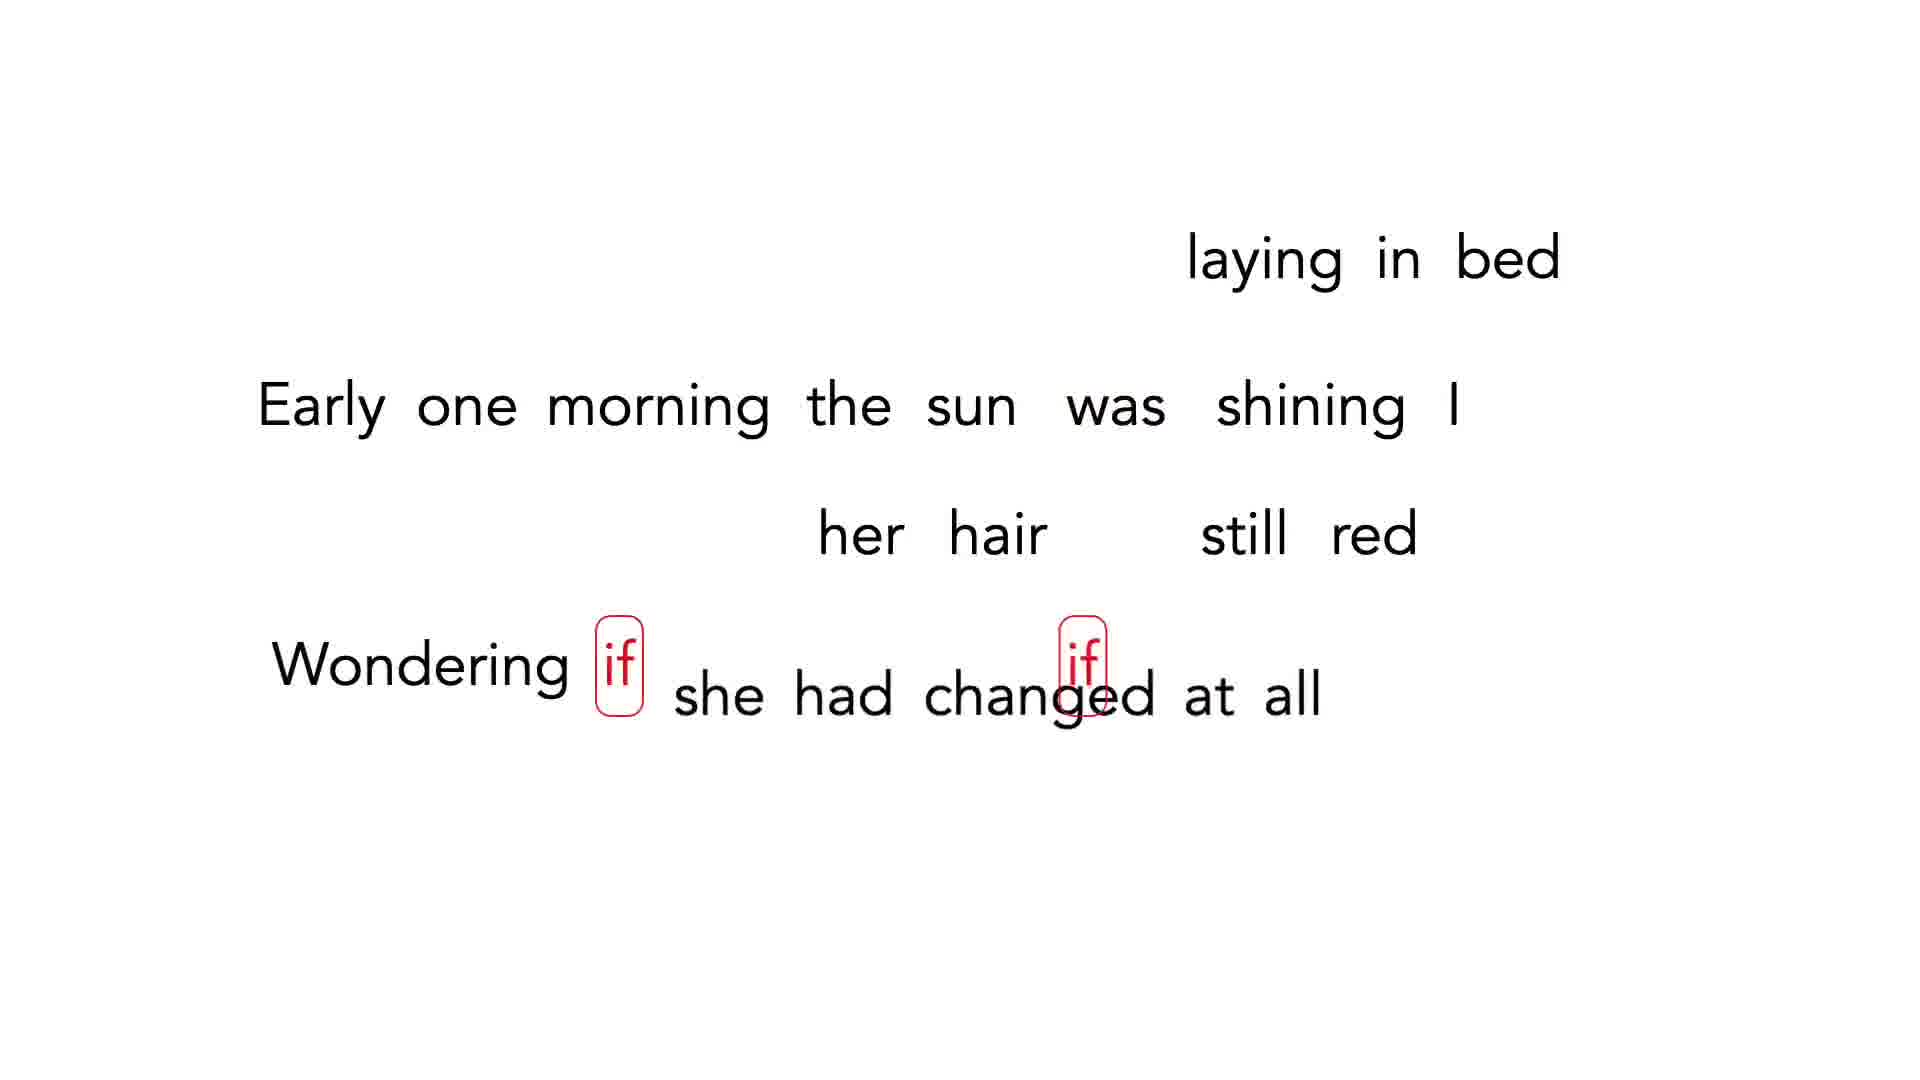 laying in bed
Early one morning the sun was shining I
her hair still red
Wondering if if
she had changed at all